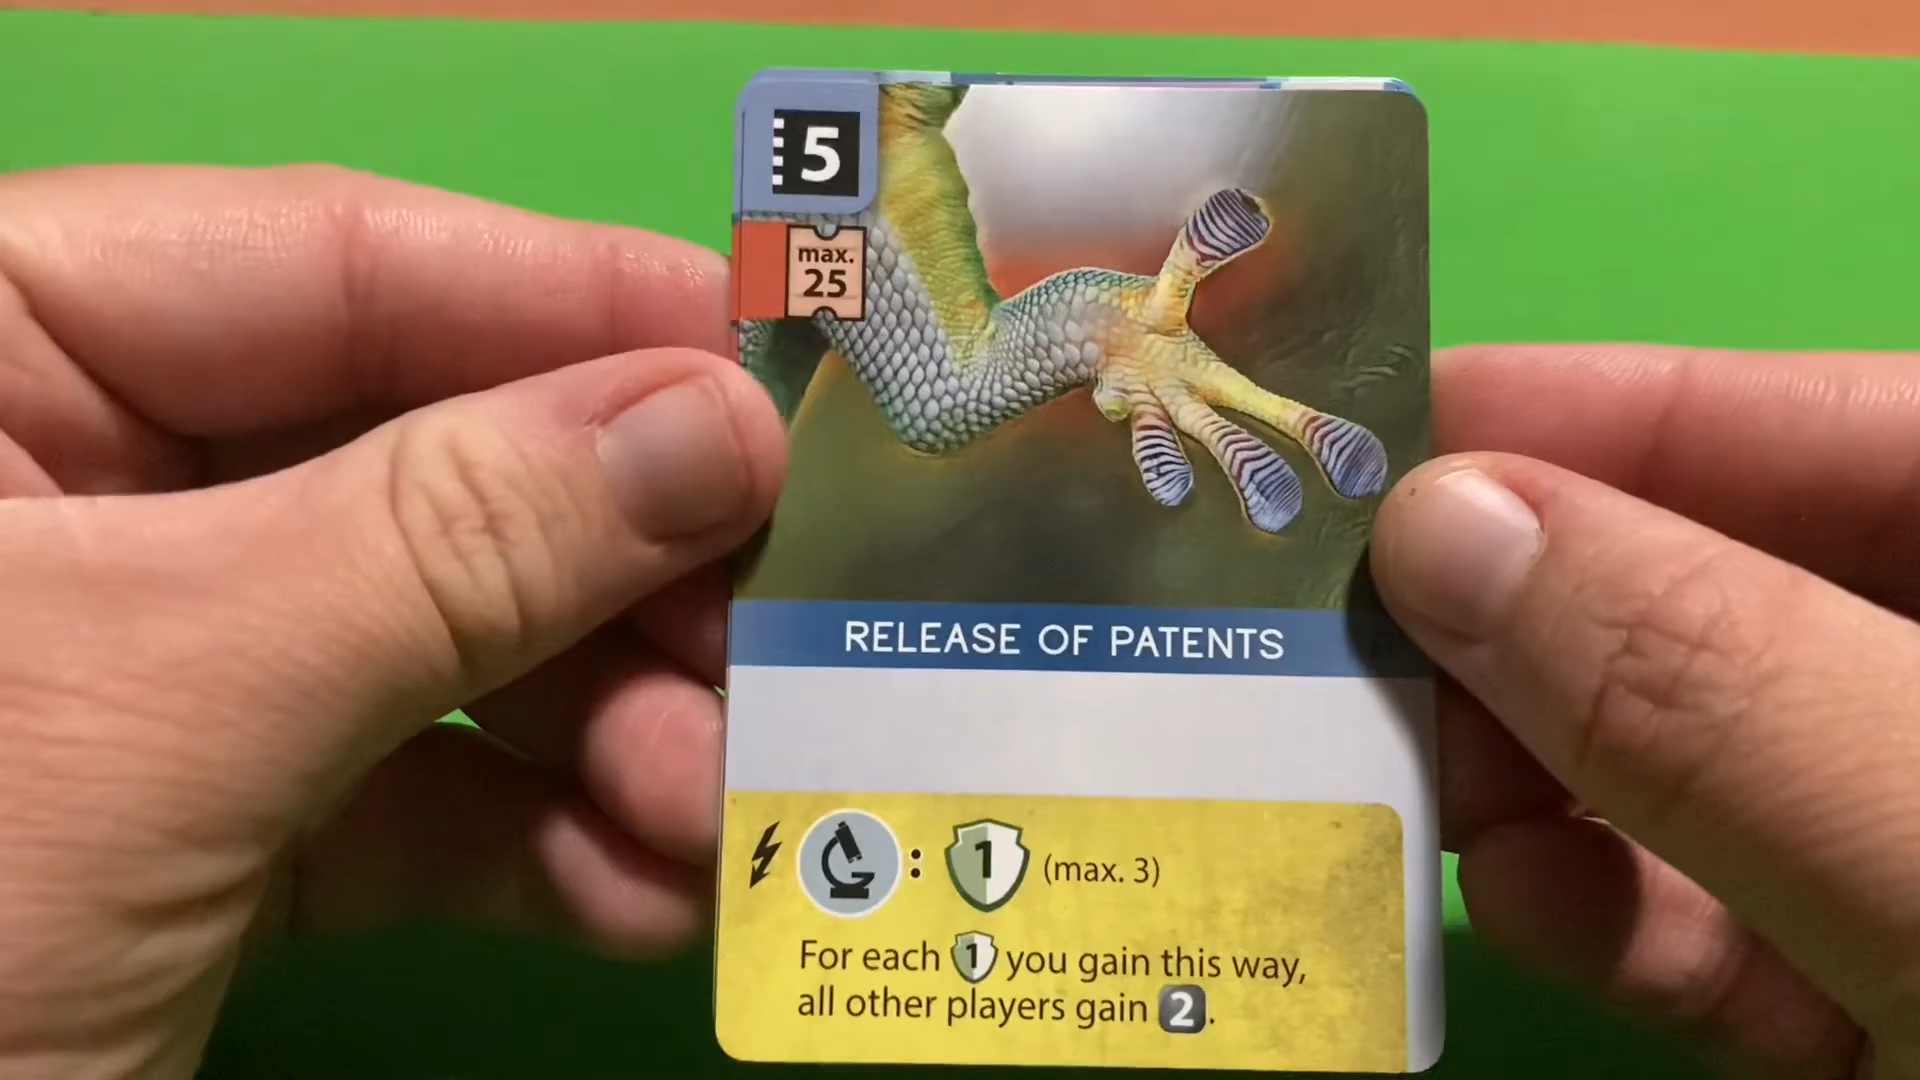 5
max.
25
RELEASE OF PATENTS
: 1 (max. 3)
For each 1 you gain this way,
all other players gain 2.